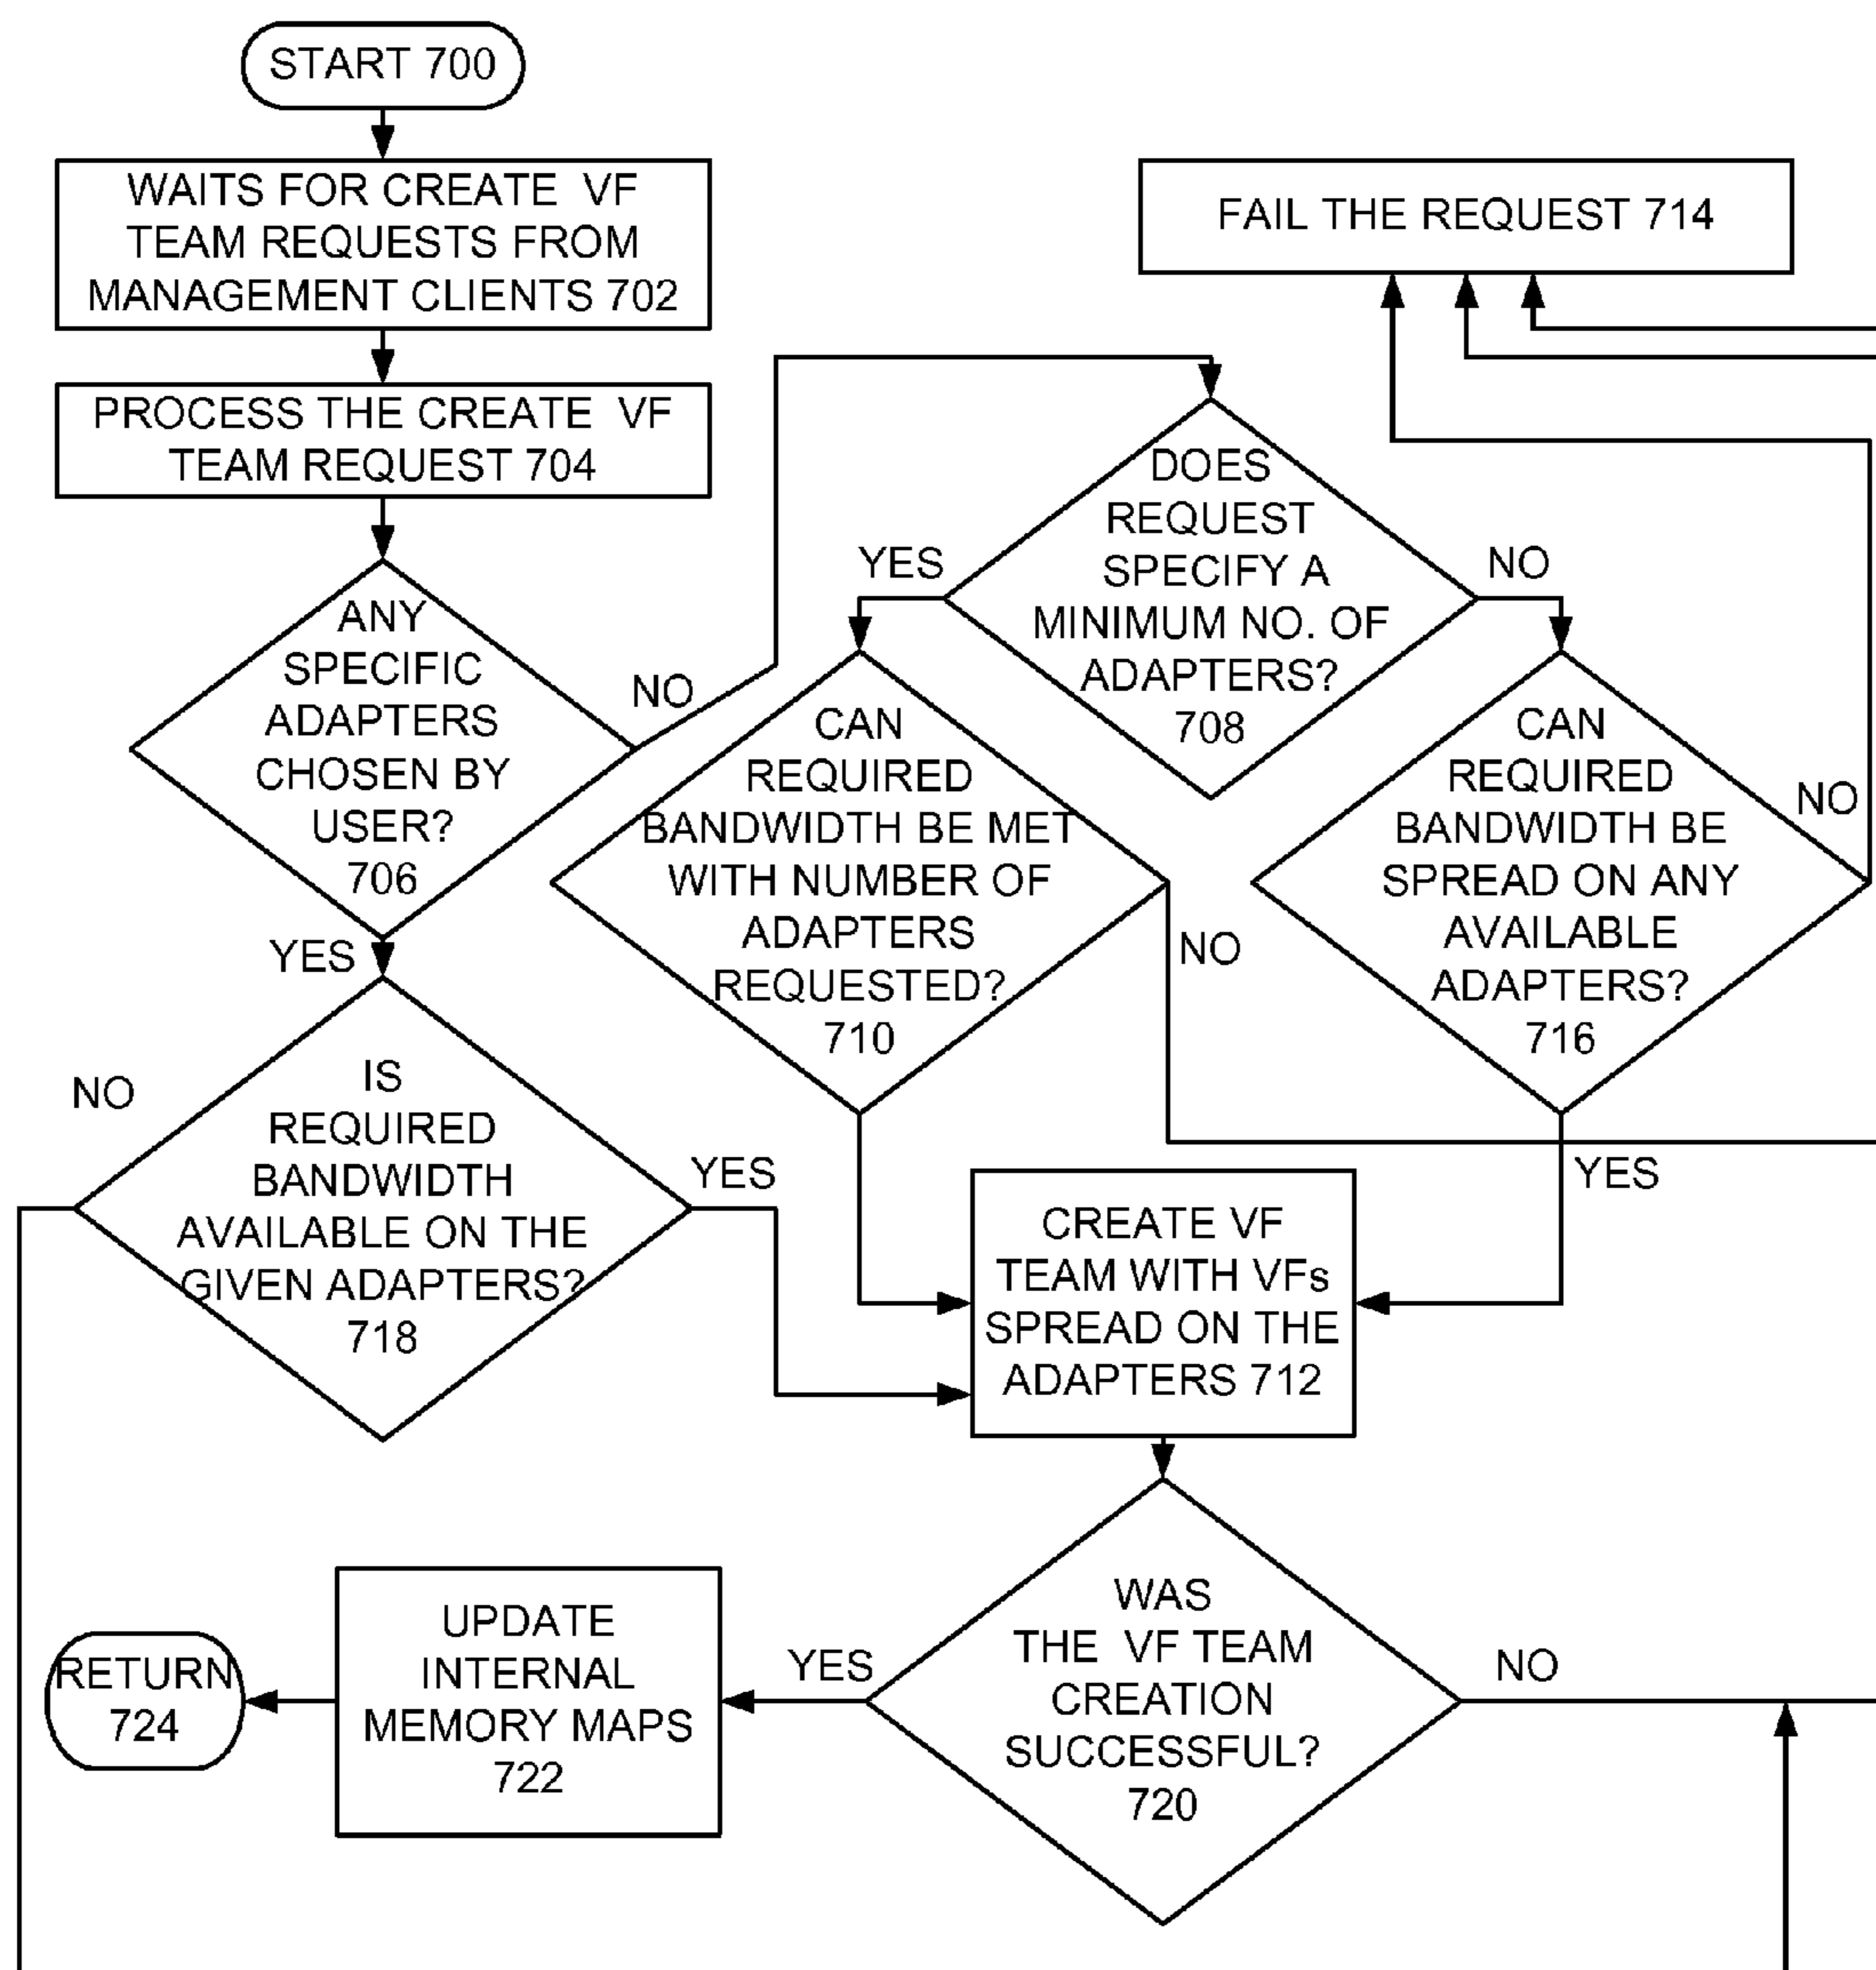 START 700
WAITS FOR CREATE VF
TEAM REQUESTS FROM
MANAGEMENT CLIENTS 702
PROCESS THE CREATE VF
TEAM REQUEST 704
ANY
SPECIFIC
ADAPTERS
CHOSEN BY
USER?
706
NO
YES
FAIL THE REQUEST 714
DOES
REQUEST
SPECIFY A
MINIMUM NO. OF
ADAPTERS?
708
YES
NO
CAN
REQUIRED
BANDWIDTH BE MET
WITH NUMBER OF
ADAPTERS
REQUESTED?
710
NO
CAN
REQUIRED
BANDWIDTH BE
SPREAD ON ANY
AVAILABLE
ADAPTERS?
716
NO
YES
IS
REQUIRED
BANDWIDTH
AVAILABLE ON THE
GIVEN ADAPTERS?
718
NO
YES
CREATE VF
TEAM WITH VFs
SPREAD ON THE
ADAPTERS 712
WAS
THE VF TEAM
CREATION
SUCCESSFUL?
720
YES
NO
UPDATE
INTERNAL
MEMORY MAPS
722
RETURN
724